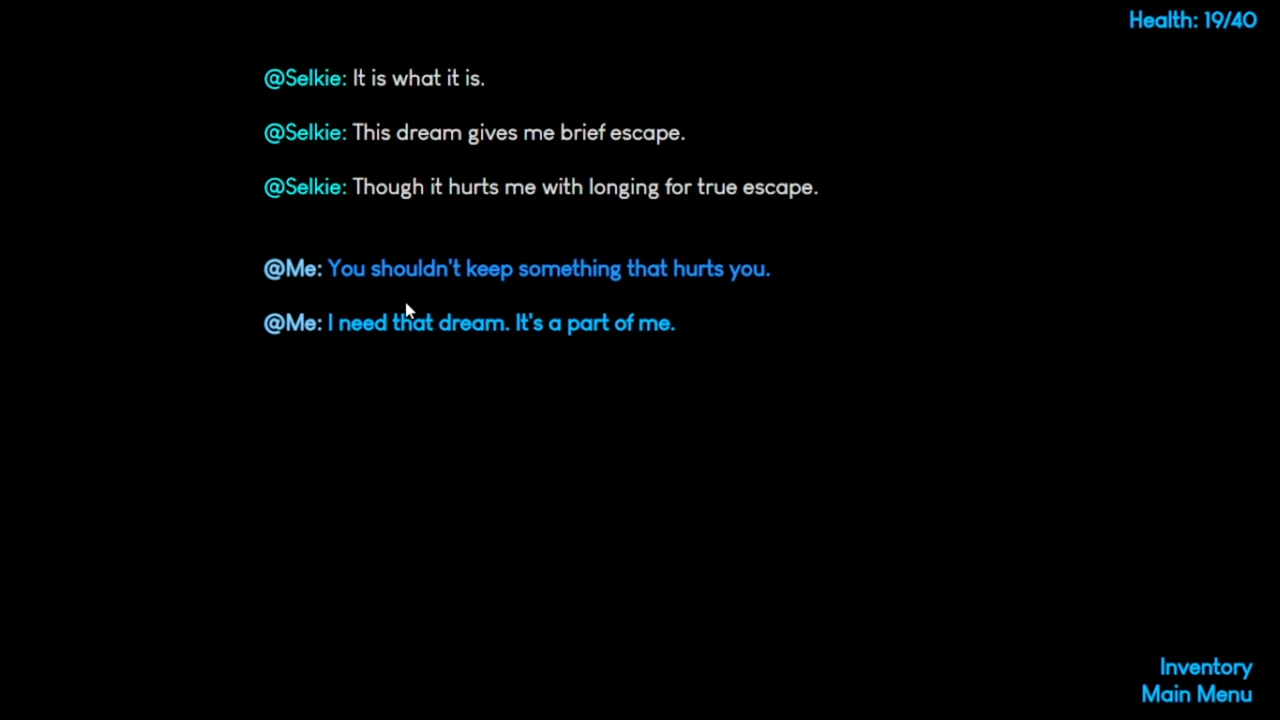 Health: 19/40
@Selkie: It is what it is.
@Selkie: This dream gives me brief escape.
@Selkie: Though it hurts me with longing for true escape.
@Me: You shouldn't keep something that hurts you.
@Me: I need that dream. It's a part of me.
Inventory
Main Menu